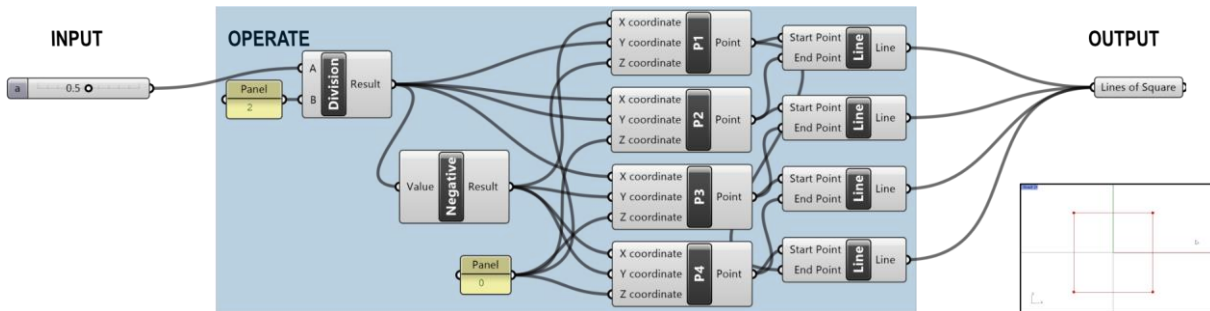 INPUT
OPERATE
OUTPUT
a 0.5
Panel
2
A
B
Division
Result
Value
Negative
Result
Panel
0
X coordinate
Y coordinate
Z coordinate
P1
Point
X coordinate
Y coordinate
Z coordinate
P2
Point
X coordinate
Y coordinate
Z coordinate
P3
Point
X coordinate
Y coordinate
Z coordinate
P4
Point
Start Point
End Point
Line
Line
Start Point
End Point
Line
Line
Start Point
End Point
Line
Line
Start Point
End Point
Line
Line
Lines of Square